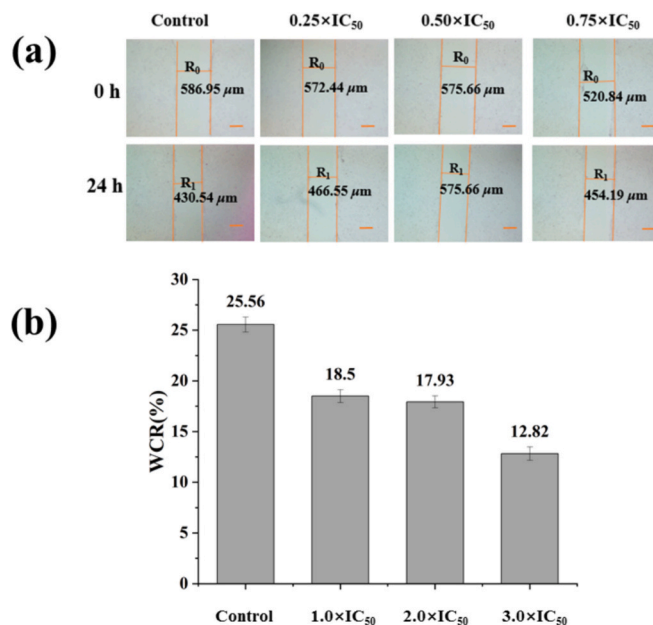 Control 0.25×IC₅₀ 0.50×IC₅₀ 0.75×IC₅₀
(a)
0 h
R₀ R₀ R₀ R₀
586.95 μm 572.44 μm 575.66 μm 520.84 μm
24 h
R₁ R₁ R₁ R₁
430.54 μm 466.55 μm 575.66 μm 454.19 μm
(b)
WCR(%)
30
25
20
15
10
5
0
25.56
18.5
17.93
12.82
Control 1.0×IC₅₀ 2.0×IC₅₀ 3.0×IC₅₀